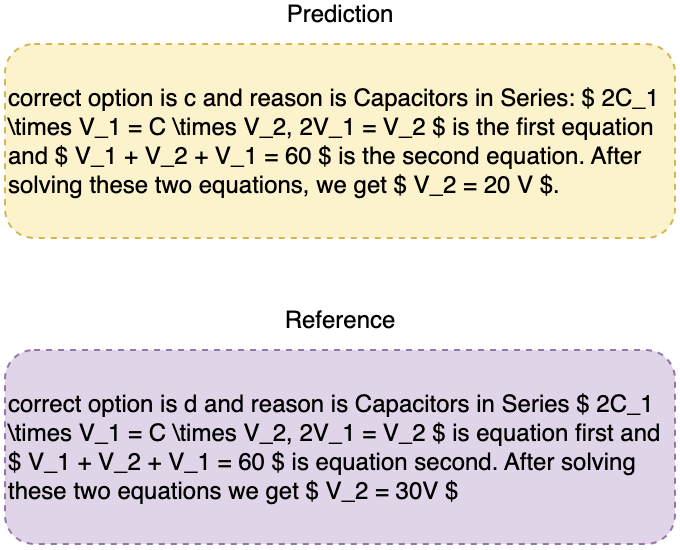 Prediction
correct option is c and reason is Capacitors in Series: $ 2C_1
\times V_1 = C \times V_2, 2V_1 = V_2 $ is the first equation
and $ V_1 + V_2 + V_1 = 60 $ is the second equation. After
solving these two equations, we get $ V_2 = 20 V $.
Reference
correct option is d and reason is Capacitors in Series $ 2C_1
\times V_1 = C \times V_2, 2V_1 = V_2 $ is equation first and
$ V_1 + V_2 + V_1 = 60 $ is equation second. After solving
these two equations we get $ V_2 = 30V $